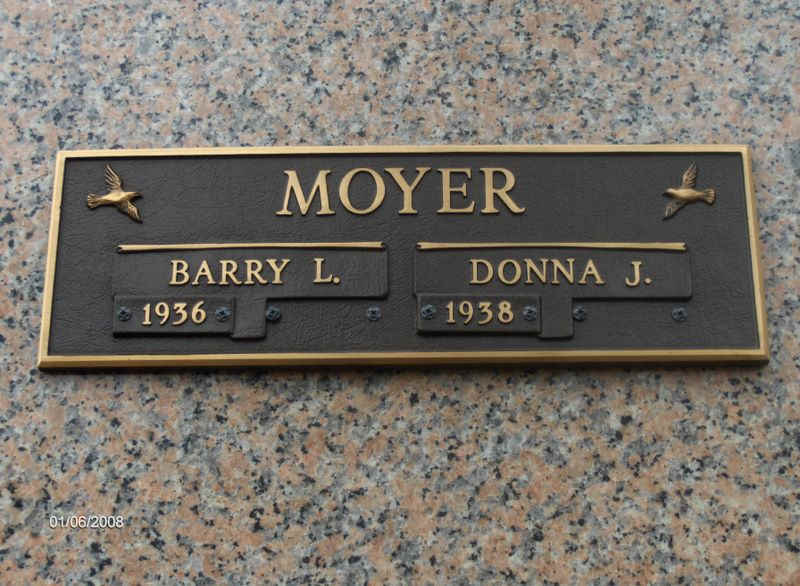 MOYER
BARRY L.
1936
DONNA J.
1938
01/06/2008